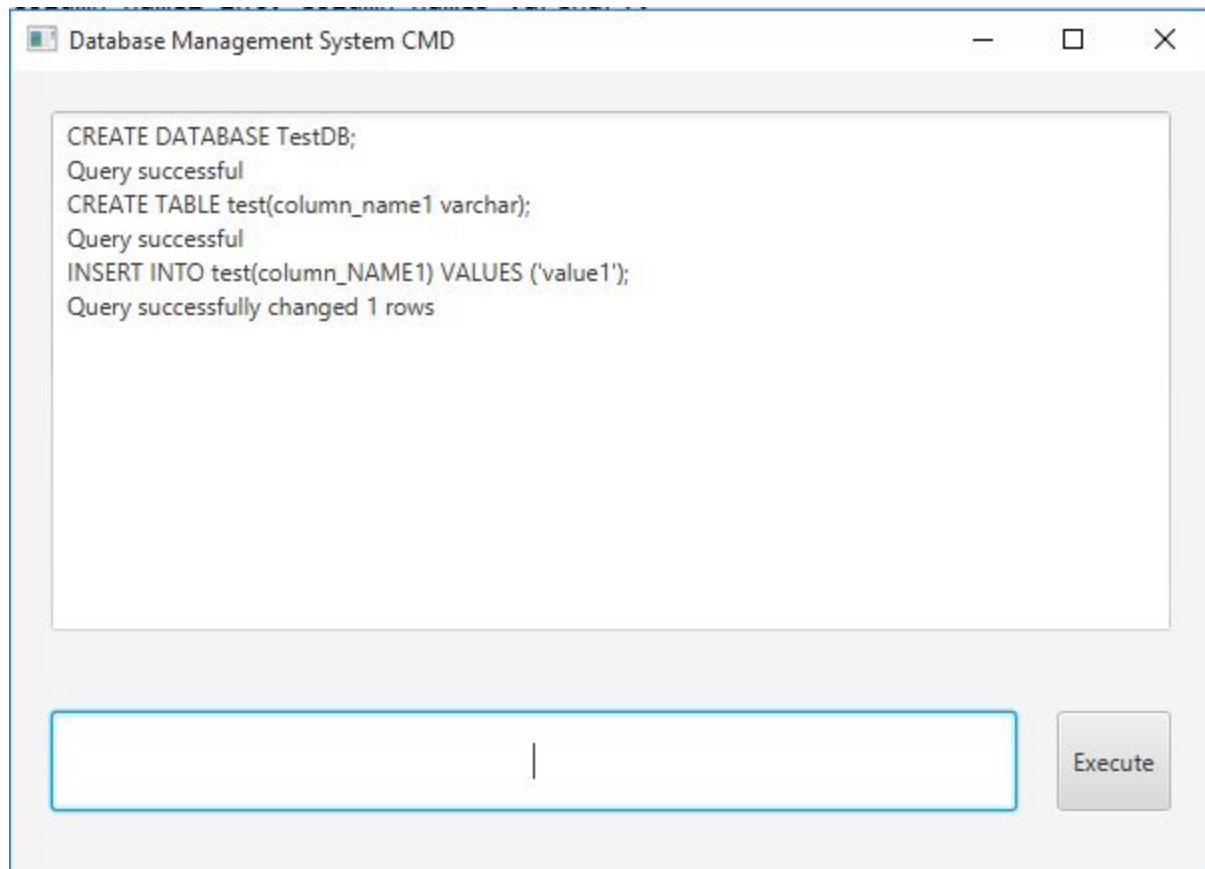 Database Management System CMD
CREATE DATABASE TestDB;
Query successful
CREATE TABLE test(column_name1 varchar);
Query successful
INSERT INTO test(column_NAME1) VALUES ('value1');
Query successfully changed 1 rows
Execute